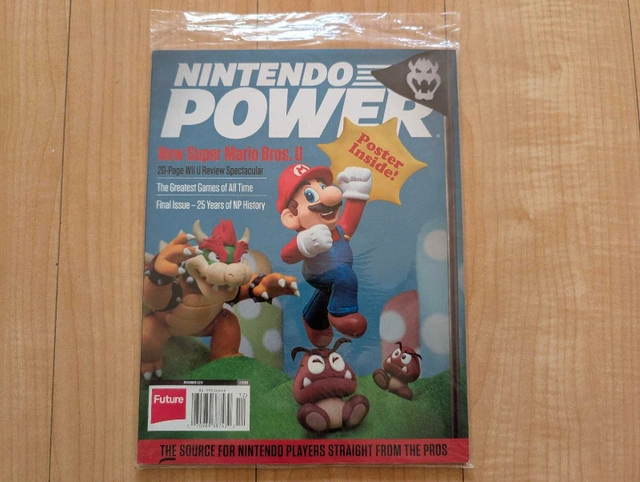 NINTENDO
POWER
New Super Mario Bros. U
20-Page Wii U Review Spectacular
The Greatest Games of All Time
Final Issue – 25 Years of NP History
Poster
Inside!
M
Future
THE SOURCE FOR NINTENDO PLAYERS STRAIGHT FROM THE PROS